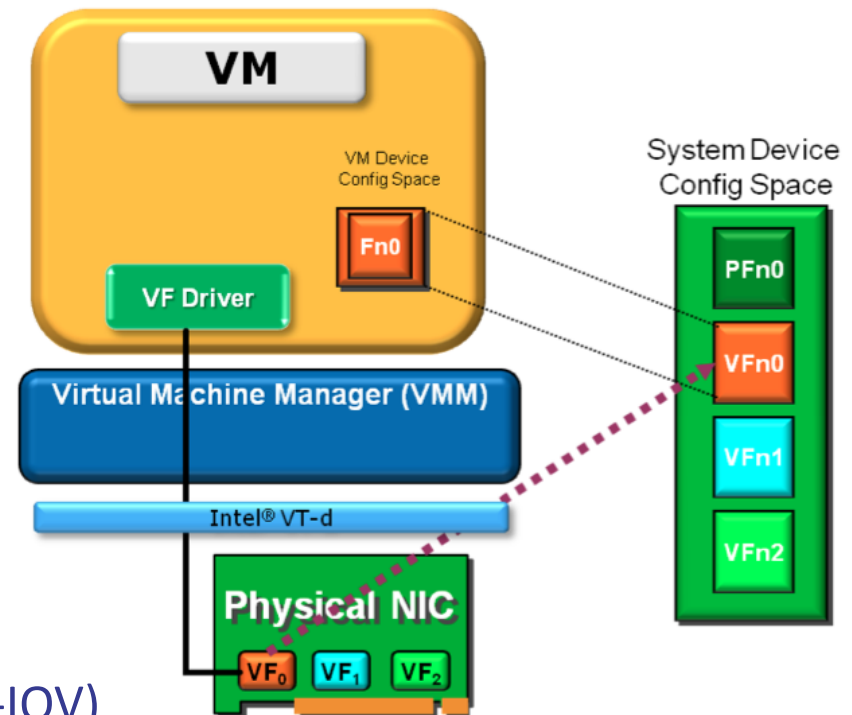 VM
VM Device
Config Space
Fn0
VF Driver
System Device
Config Space
PFn0
VFn0
VFn1
VFn2
Virtual Machine Manager (VMM)
Intel® VT-d
Physical NIC
VF₀ VF₁ VF₂
-IOV)